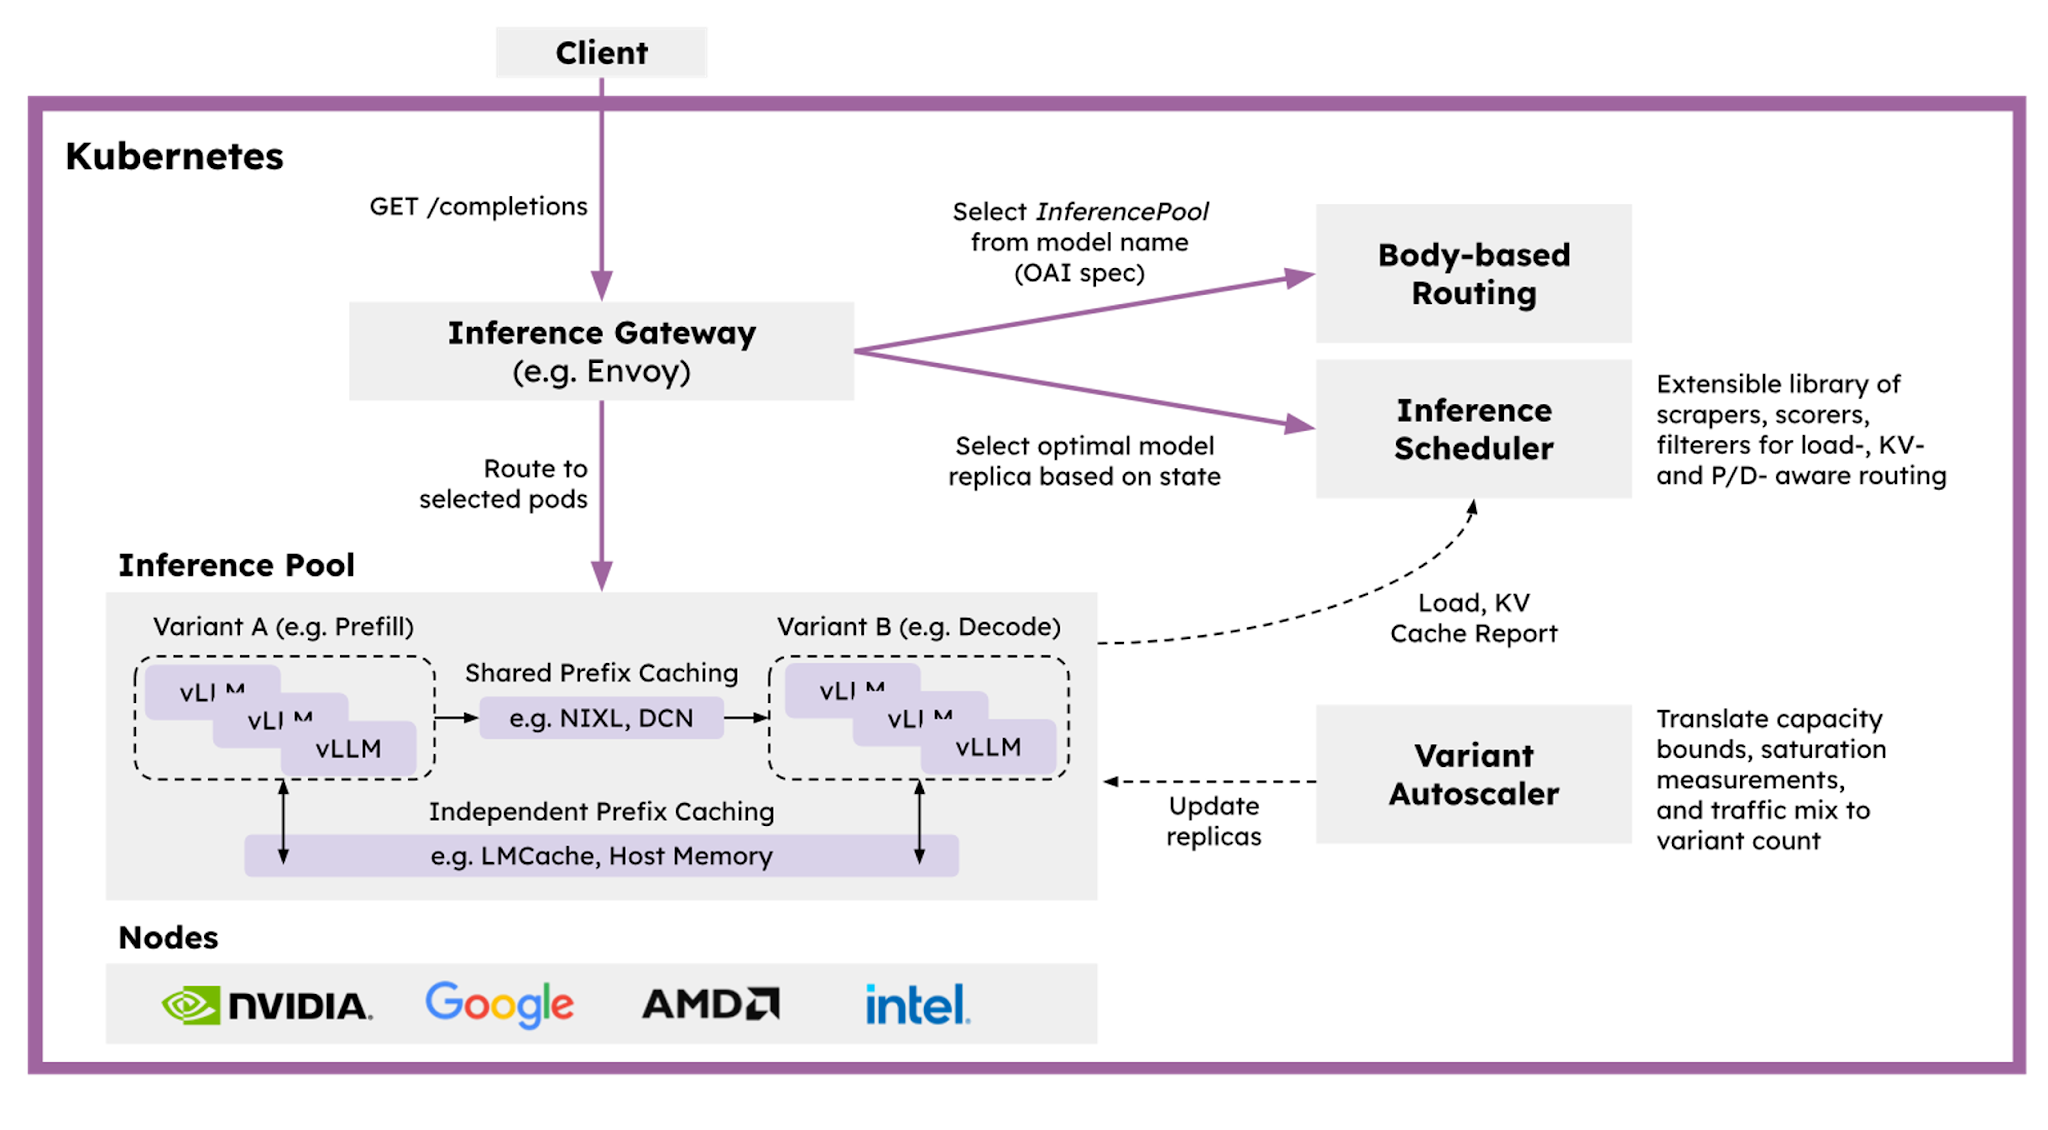 Client
Kubernetes
GET /completions
Select InferencePool
from model name
(OAI spec)
Body-based
Routing
Inference Gateway
(e.g. Envoy)
Inference
Scheduler
Extensible library of
scrapers, scorers,
filterers for load-, KV-
and P/D- aware routing
Select optimal model
replica based on state
Route to
selected pods
Inference Pool
Variant A (e.g. Prefill)
Variant B (e.g. Decode)
Load, KV
Cache Report
Shared Prefix Caching
vLLM
vLLM
vLLM
e.g. NIXL, DCN
vLLM
vLLM
vLLM
Independent Prefix Caching
e.g. LMCache, Host Memory
Update
replicas
Variant
Autoscaler
Translate capacity
bounds, saturation
measurements,
and traffic mix to
variant count
Nodes
NVIDIA.
Google
AMD
intel.